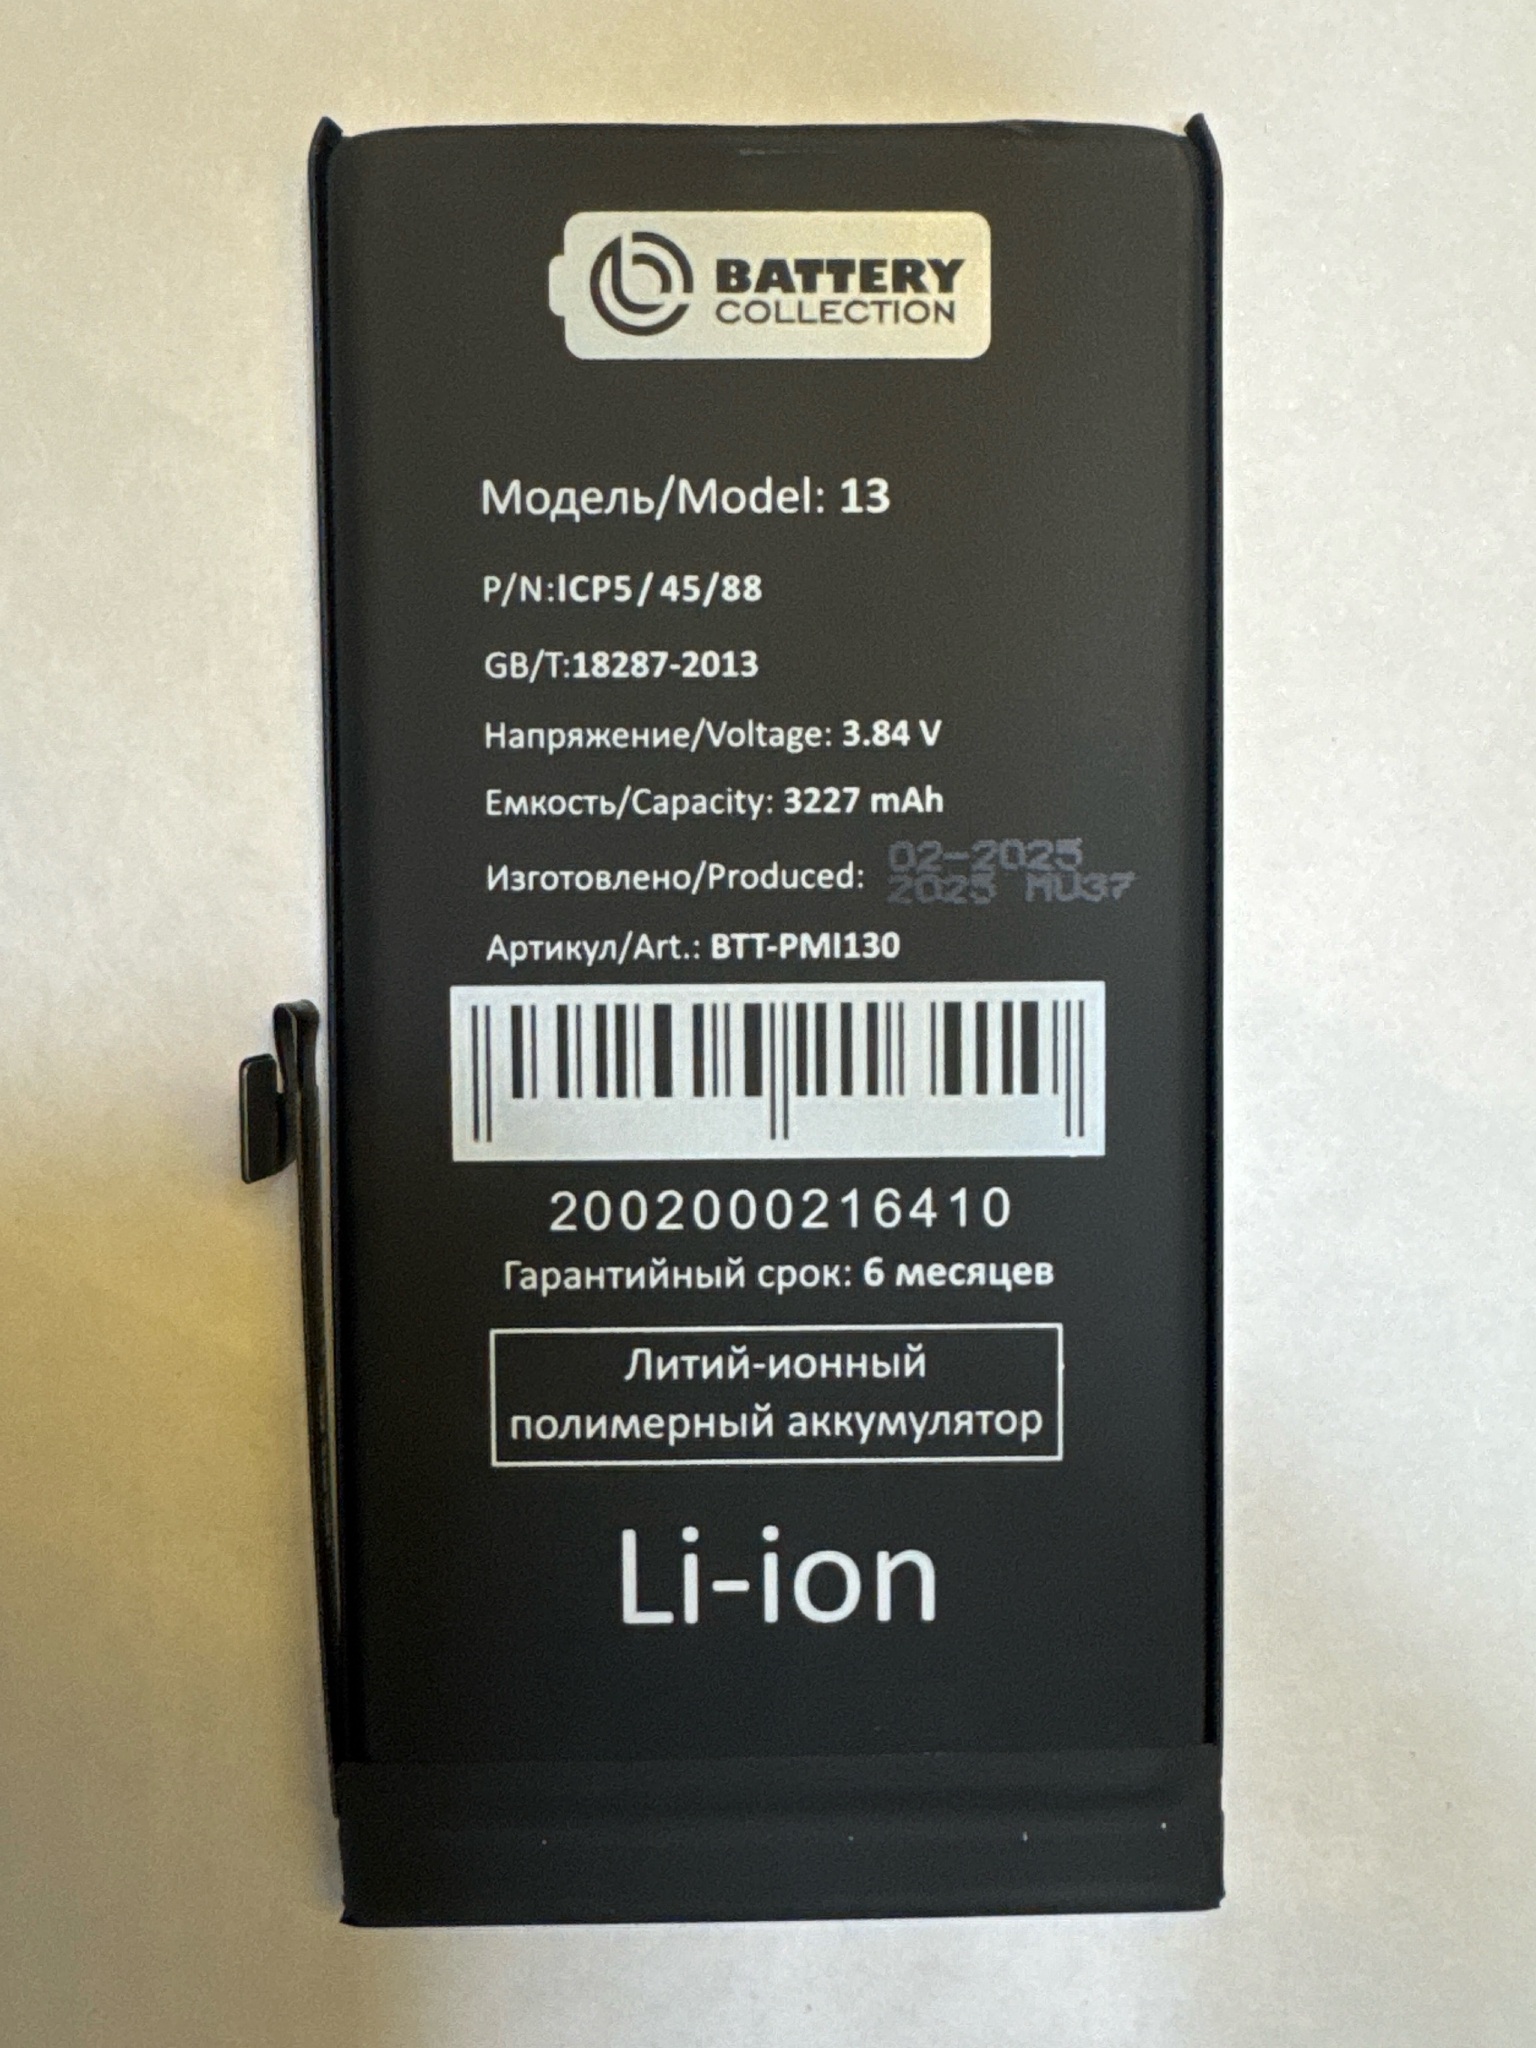 BATTERY
COLLECTION
Модель/Model: 13
P/N:ICP5/45/88
GB/T:18287-2013
Напряжение/Voltage: 3.84 V
Емкость/Capacity: 3227 mAh
Изготовлено/Produced: 02-2025
2025 MU37
Артикул/Art.: BTT-PMI130
2002000216410
Гарантийный срок: 6 месяцев
Литий-ионный
полимерный аккумулятор
Li-ion